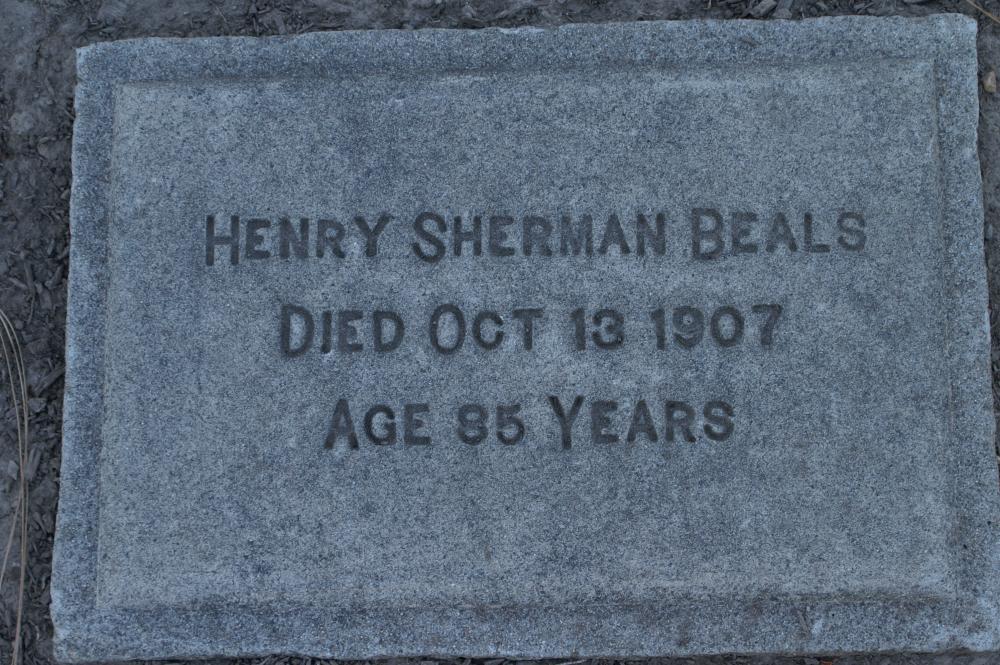 Henry Sherman Beals
Died Oct 13 1907
Age 85 Years